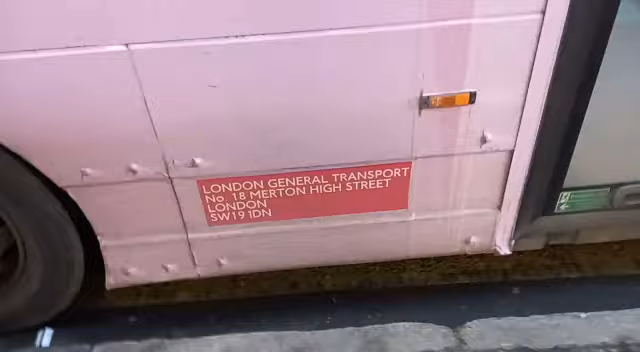 LONDON GENERAL TRANSPORT
No. 18 MERTON HIGH STREET
LONDON
SW19 1DN